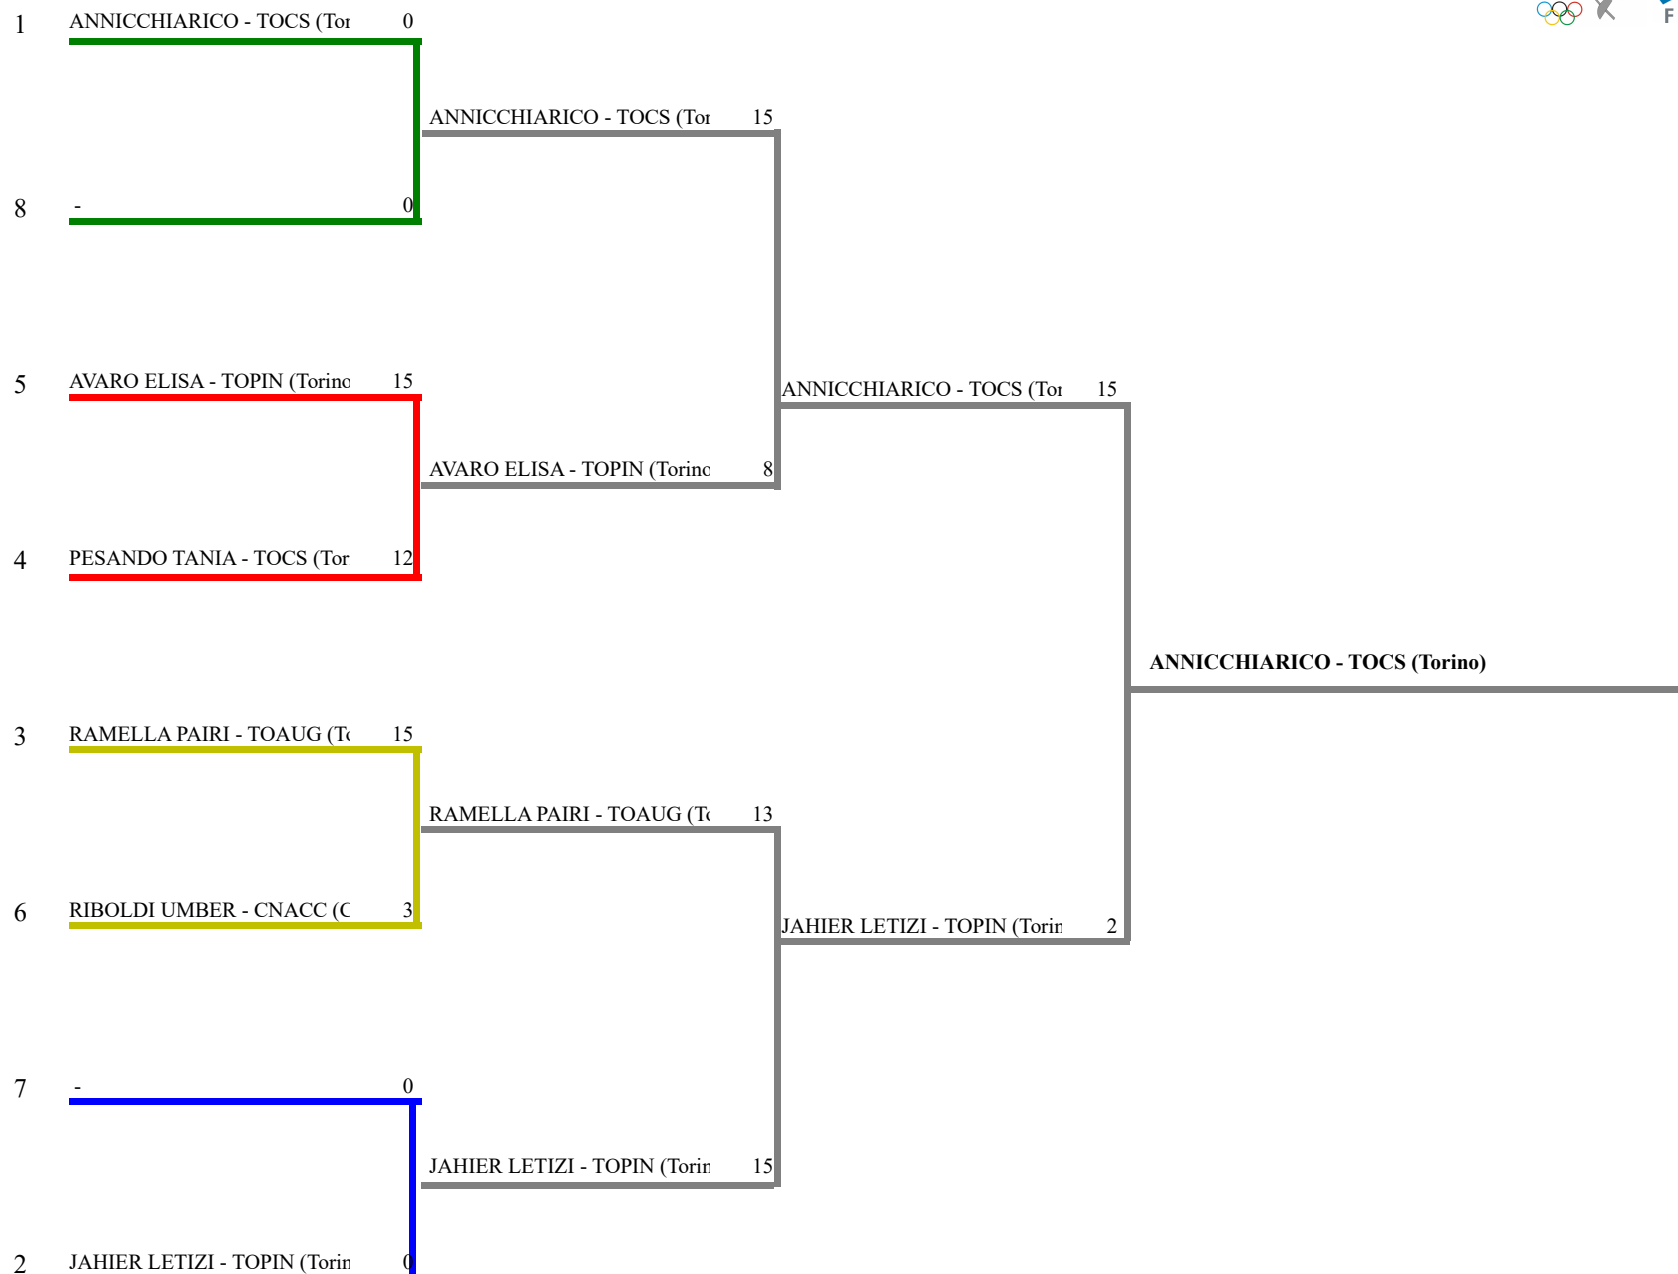 1 ANNICCHIARICO - TOCS (Tor 0
F
ANNICCHIARICO - TOCS (Tor 15
8 - 0
5 AVARO ELISA - TOPIN (Torino 15
ANNICCHIARICO - TOCS (Tor 15
AVARO ELISA - TOPIN (Torino 8
4 PESANDO TANIA - TOCS (Tor 12
ANNICCHIARICO - TOCS (Torino)
3 RAMELLA PAIRI - TOAUG (To 15
RAMELLA PAIRI - TOAUG (To 13
6 RIBOLDI UMBER - CNACC (C 3
JAHIER LETIZI - TOPIN (Torin 2
7 - 0
JAHIER LETIZI - TOPIN (Torin 15
2 JAHIER LETIZI - TOPIN (Torin 0